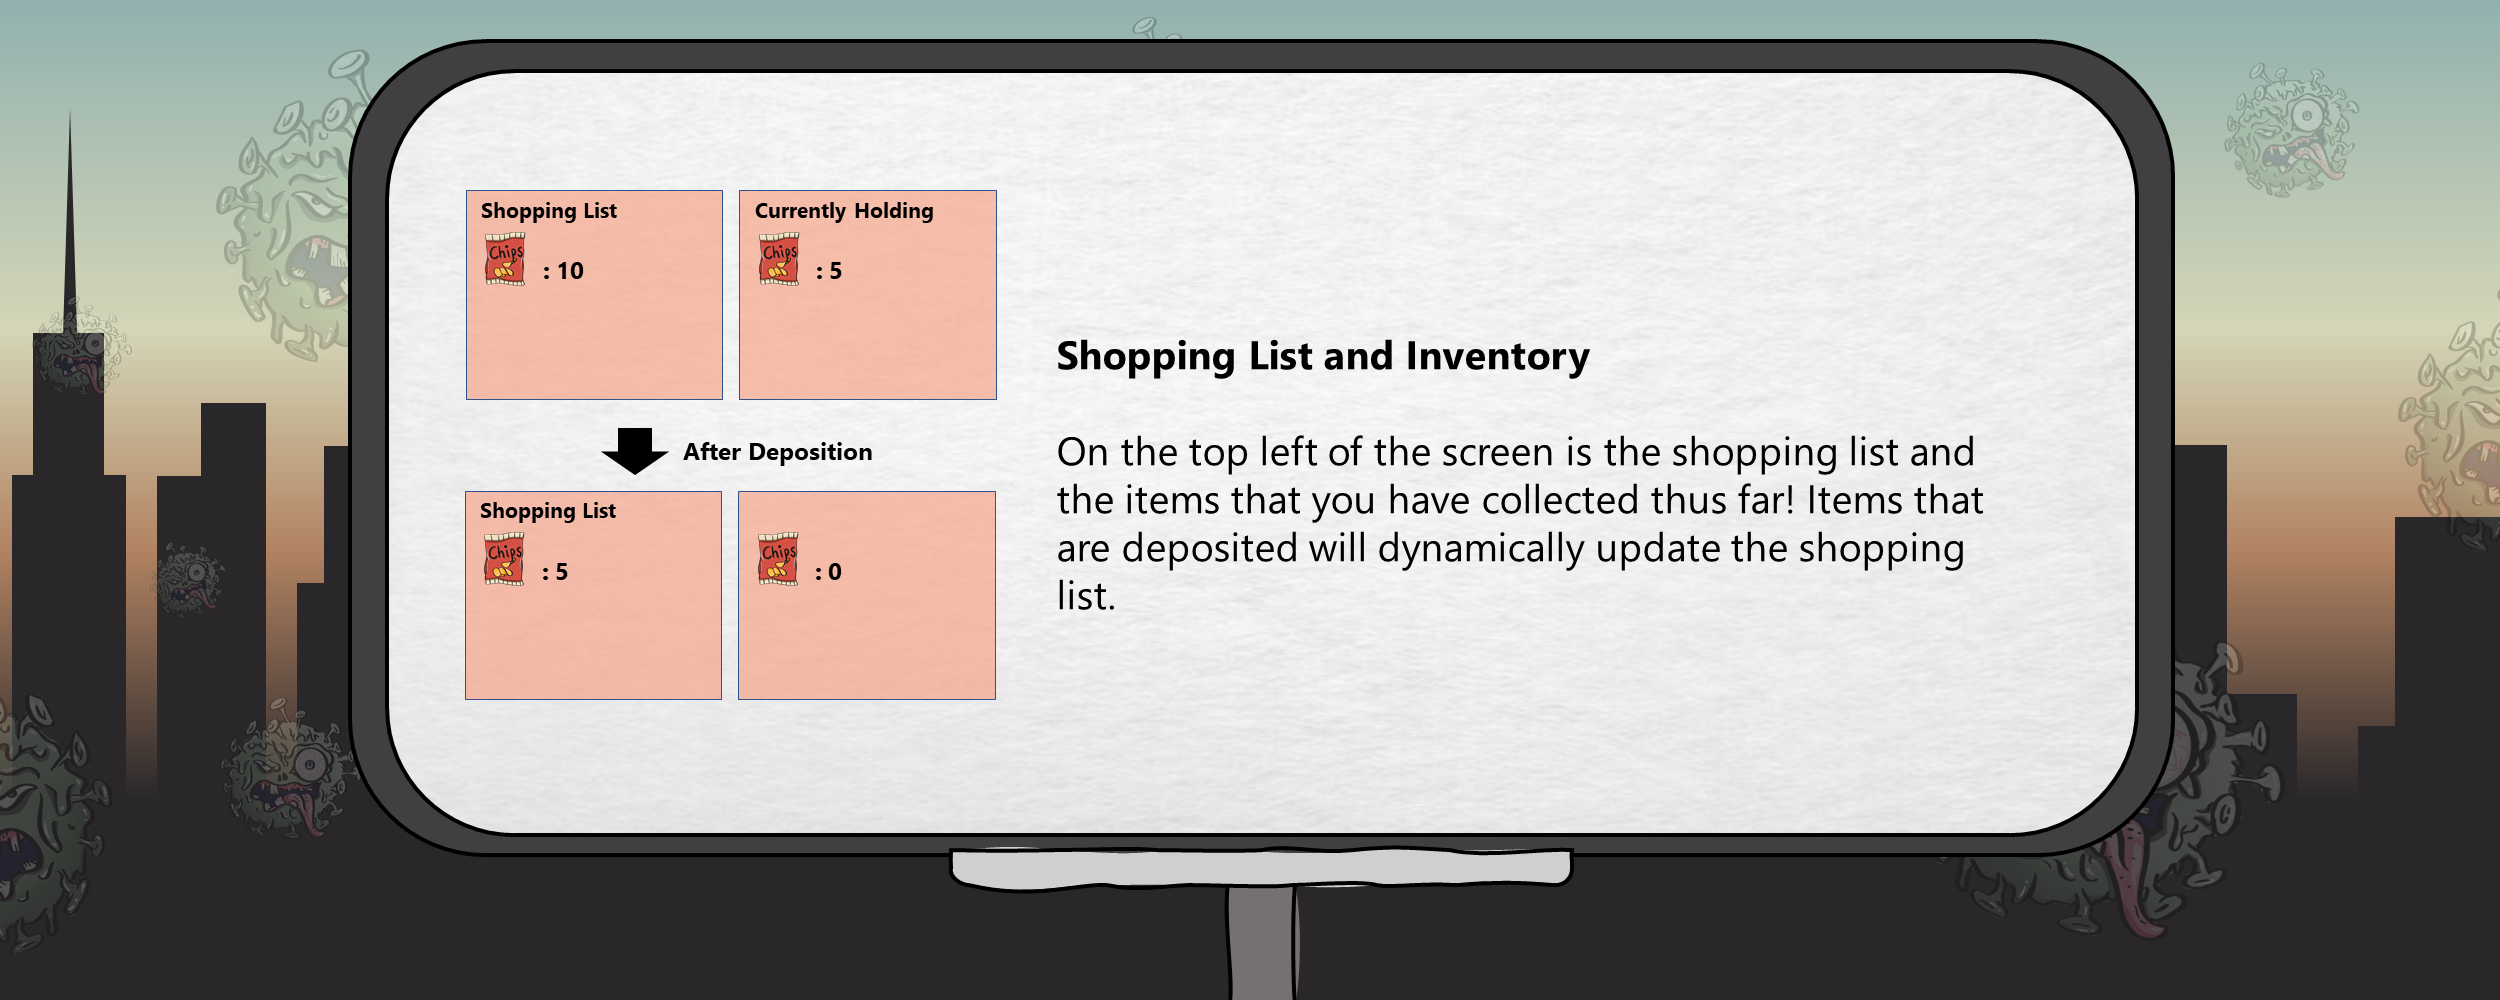 Shopping List
Chips : 10
Currently Holding
Chips : 5
After Deposition
Shopping List
Chips : 5
Chips : 0
Shopping List and Inventory
On the top left of the screen is the shopping list and
the items that you have collected thus far! Items that
are deposited will dynamically update the shopping
list.